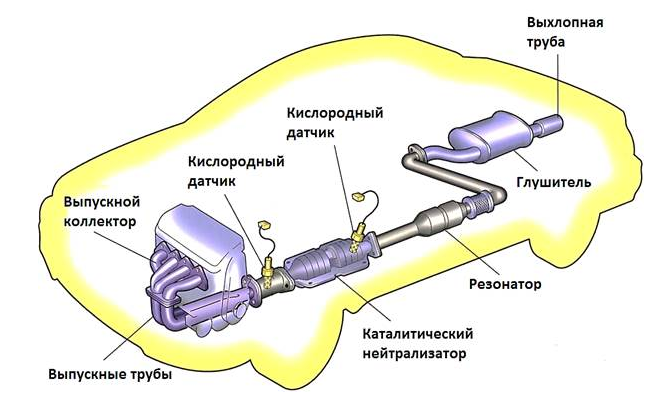 Выхлопная
труба
Кислородный
датчик
Кислородный
датчик
Глушитель
Выпускной
коллектор
Резонатор
Каталитический
нейтрализатор
Выпускные трубы